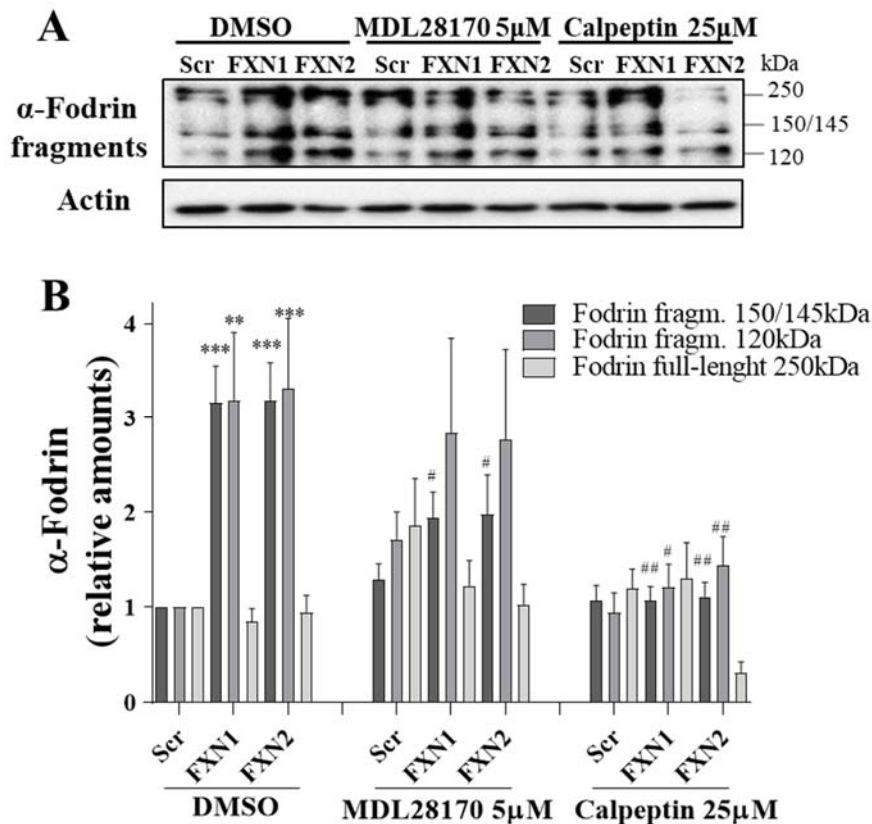 A
DMSO MDL28170 5µM Calpeptin 25µM
Scr FXN1 FXN2 Scr FXN1 FXN2 Scr FXN1 FXN2 kDa
α-Fodrin
fragments
250
150/145
120
Actin
B
Fodrin fragm. 150/145kDa
Fodrin fragm. 120kDa
Fodrin full-lenght 250kDa
α-Fodrin
(relative amounts)
4
3
2
1
0
*** ** *** ***
# #
## # ## ##
Scr FXN1 FXN2 Scr FXN1 FXN2 Scr FXN1 FXN2
DMSO MDL28170 5µM Calpeptin 25µM